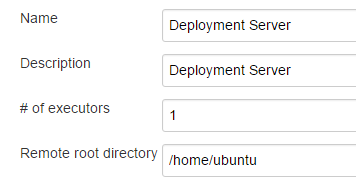 Name Deployment Server
Description Deployment Server
# of executors 1
Remote root directory /home/ubuntu